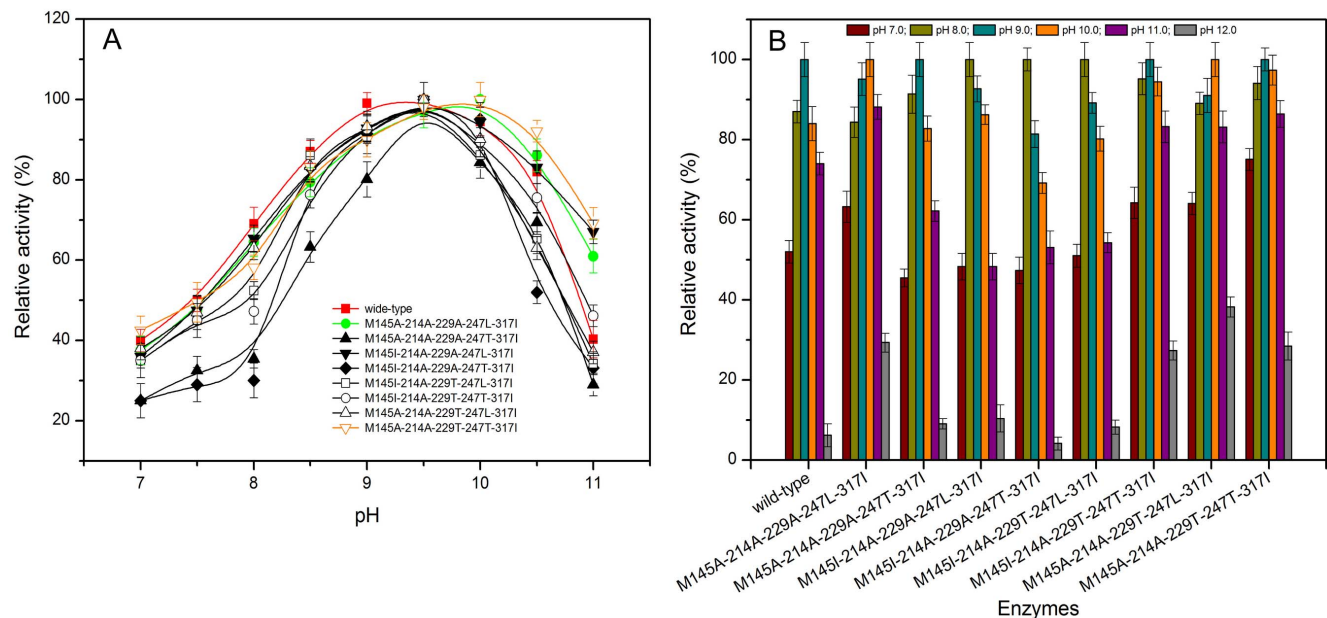 A
Relative activity (%)
120
100
80
60
40
20
wide-type
M145A-214A-229A-247L-317I
M145A-214A-229A-247T-317I
M145I-214A-229A-247L-317I
M145I-214A-229A-247T-317I
M145I-214A-229T-247L-317I
M145I-214A-229T-247T-317I
M145A-214A-229T-247L-317I
M145A-214A-229T-247T-317I
7 8 9 10 11
pH
B
pH 7.0; pH 8.0; pH 9.0; pH 10.0; pH 11.0; pH 12.0
Relative activity (%)
100
80
60
40
20
0
wild-type
M145A-214A-229A-247L-317I
M145A-214A-229A-247T-317I
M145I-214A-229A-247L-317I
M145I-214A-229A-247T-317I
M145I-214A-229T-247L-317I
M145I-214A-229T-247T-317I
M145A-214A-229T-247L-317I
M145A-214A-229T-247T-317I
Enzymes